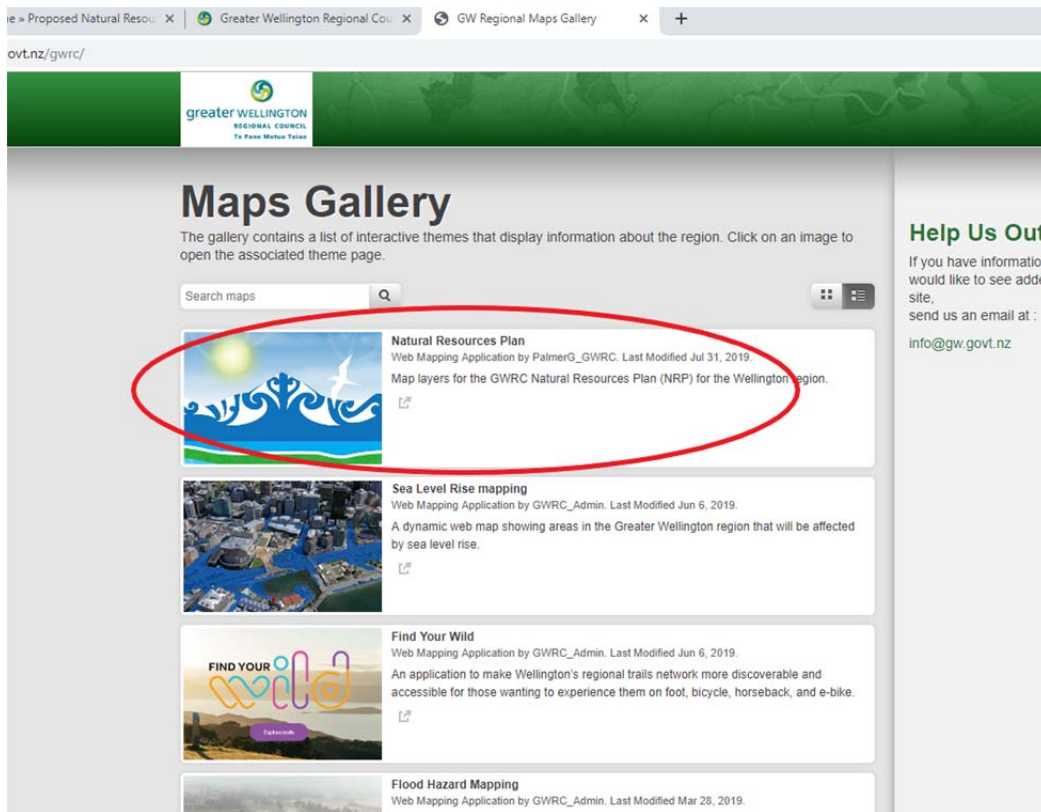 e » Proposed Natural Resou
Greater Wellington Regional Cou
GW Regional Maps Gallery
ovt.nz/gwrc/
greater WELLINGTON
REGIONAL COUNCIL
Te Pane Matua Taiao
Maps Gallery
The gallery contains a list of interactive themes that display information about the region. Click on an image to
open the associated theme page.
Search maps
Help Us Out
If you have informatio
would like to see adde
site,
send us an email at :
info@gw.govt.nz
Natural Resources Plan
Web Mapping Application by PalmerG_GWRC. Last Modified Jul 31, 2019.
Map layers for the GWRC Natural Resources Plan (NRP) for the Wellington region.
Sea Level Rise mapping
Web Mapping Application by GWRC_Admin. Last Modified Jun 6, 2019.
A dynamic web map showing areas in the Greater Wellington region that will be affected
by sea level rise.
FIND YOUR
wild
Explore trails
Find Your Wild
Web Mapping Application by GWRC_Admin. Last Modified Jun 6, 2019.
An application to make Wellington's regional trails network more discoverable and
accessible for those wanting to experience them on foot, bicycle, horseback, and e-bike.
Flood Hazard Mapping
Web Mapping Application by GWRC_Admin. Last Modified Mar 28, 2019.